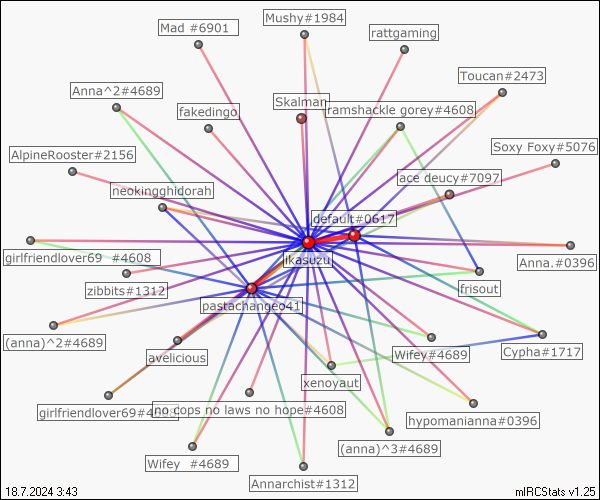 Mushy#1984
Mad #6901
rattgaming
Toucan#2473
Anna^2#4689
Skalman
fakedingo
ramshackle gorey#4608
Soxy Foxy#5076
AlpineRooster#2156
ace deucy#7097
neokingghidorah
default#0617
girlfriendlover69 #4608
ikasuzu
Anna.#0396
zibbits#1312
frisout
pastachangeo41
(anna)^2#4689
avelicious
Wifey#4689
Cypha#1717
xenoyaut
girlfriendlover69#4608
no cops no laws no hope#4608
hypomanianna#0396
(anna)^3#4689
Wifey #4689
Annarchist#1312
18.7.2024 3:43
mIRCStats v1.25